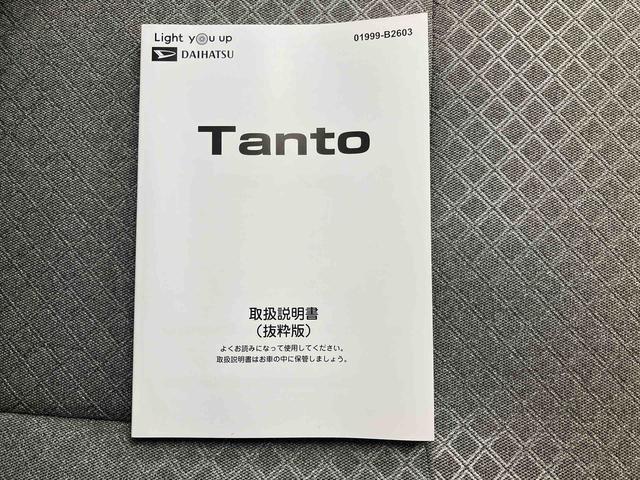 Light you up
01999-B2603
DAIHATSU
Tanto
取扱説明書
（抜粋版）
よくお読みになって使用してください。
取扱説明書はお車の中に保管しましょう。